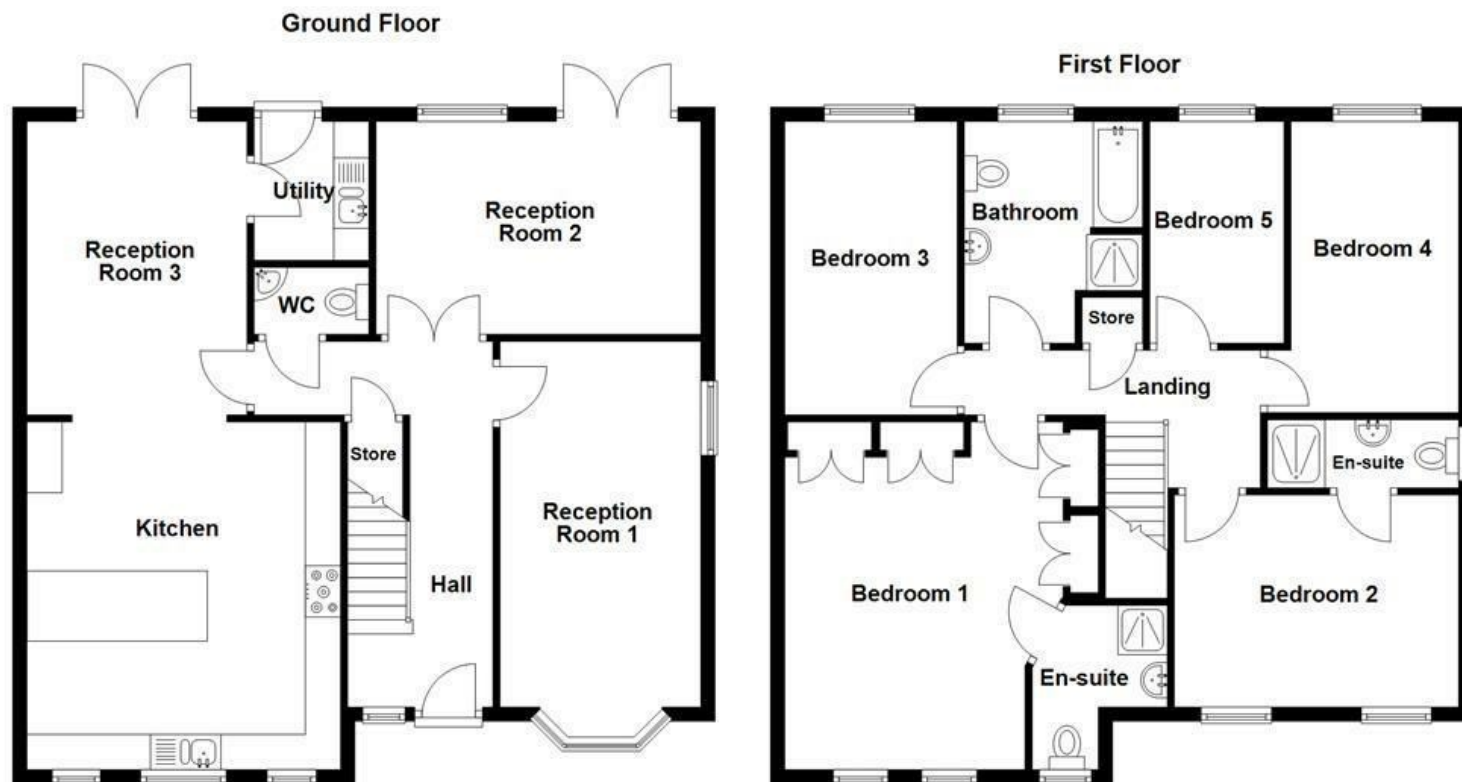 Ground Floor
Utility
Reception
Room 2
Reception
Room 3
WC
Store
Kitchen
Reception
Room 1
Hall
First Floor
Bathroom
Bedroom 5
Bedroom 3
Bedroom 4
Store
Landing
En-suite
Bedroom 1
Bedroom 2
En-suite